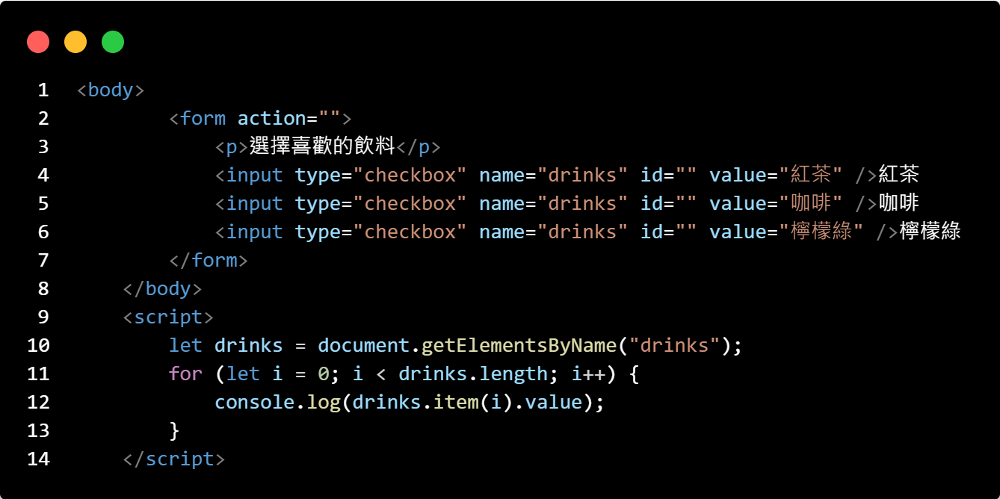 1 <body>
2 <form action="">
3 <p>選擇喜歡的飲料</p>
4 <input type="checkbox" name="drinks" id="" value="紅茶" />紅茶
5 <input type="checkbox" name="drinks" id="" value="咖啡" />咖啡
6 <input type="checkbox" name="drinks" id="" value="檸檬綠" />檸檬綠
7 </form>
8 </body>
9 <script>
10 let drinks = document.getElementsByName("drinks");
11 for (let i = 0; i < drinks.length; i++) {
12 console.log(drinks.item(i).value);
13 }
14 </script>